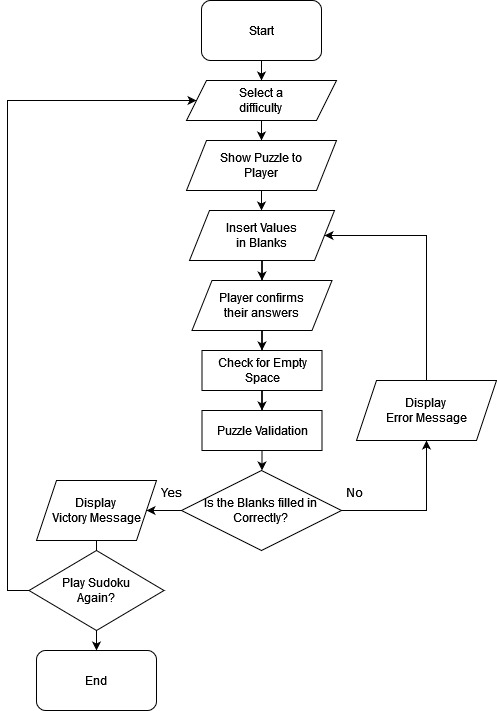 Start
Select a
difficulty
Show Puzzle to
Player
Insert Values
in Blanks
Player confirms
their answers
Check for Empty
Space
Puzzle Validation
Display
Error Message
Is the Blanks filled in
Correctly?
Yes
No
Display
Victory Message
Play Sudoku
Again?
End